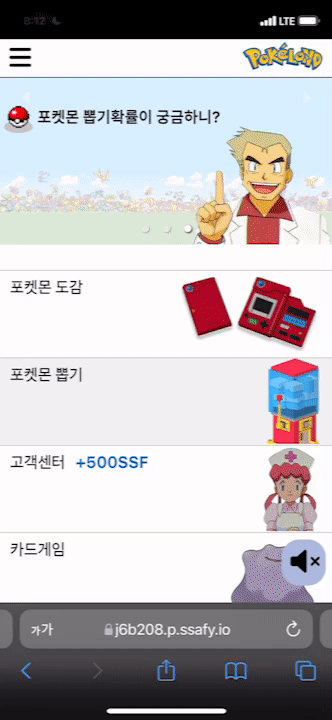 8:12
LTE
POKéLAND
포켓몬 뽑기확률이 궁금하니?
포켓몬 도감
포켓몬 뽑기
고객센터 +500SSF
카드게임
가가
j6b208.p.ssafy.io